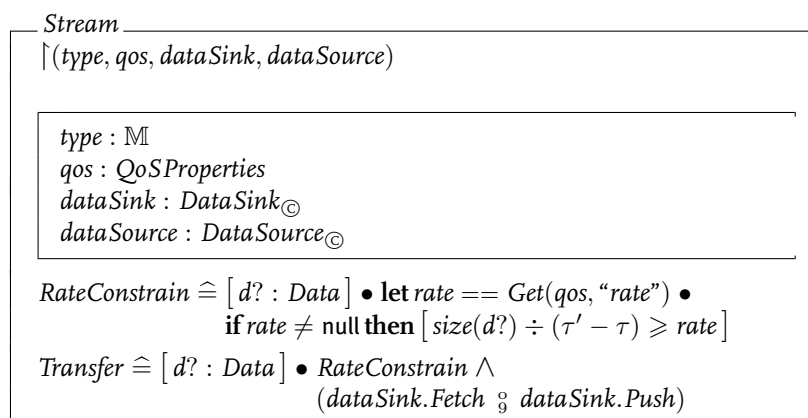 Stream
↾(type, qos, dataSink, dataSource)
type : 𝕄
qos : QoSProperties
dataSink : DataSink©
dataSource : DataSource©
RateConstrain ≙ [ d? : Data ] • let rate == Get(qos, “rate”) •
if rate ≠ null then [ size(d?) ÷ (τ′ − τ) ⩾ rate ]
Transfer ≙ [ d? : Data ] • RateConstrain ∧
(dataSink.Fetch ⨾ dataSink.Push)